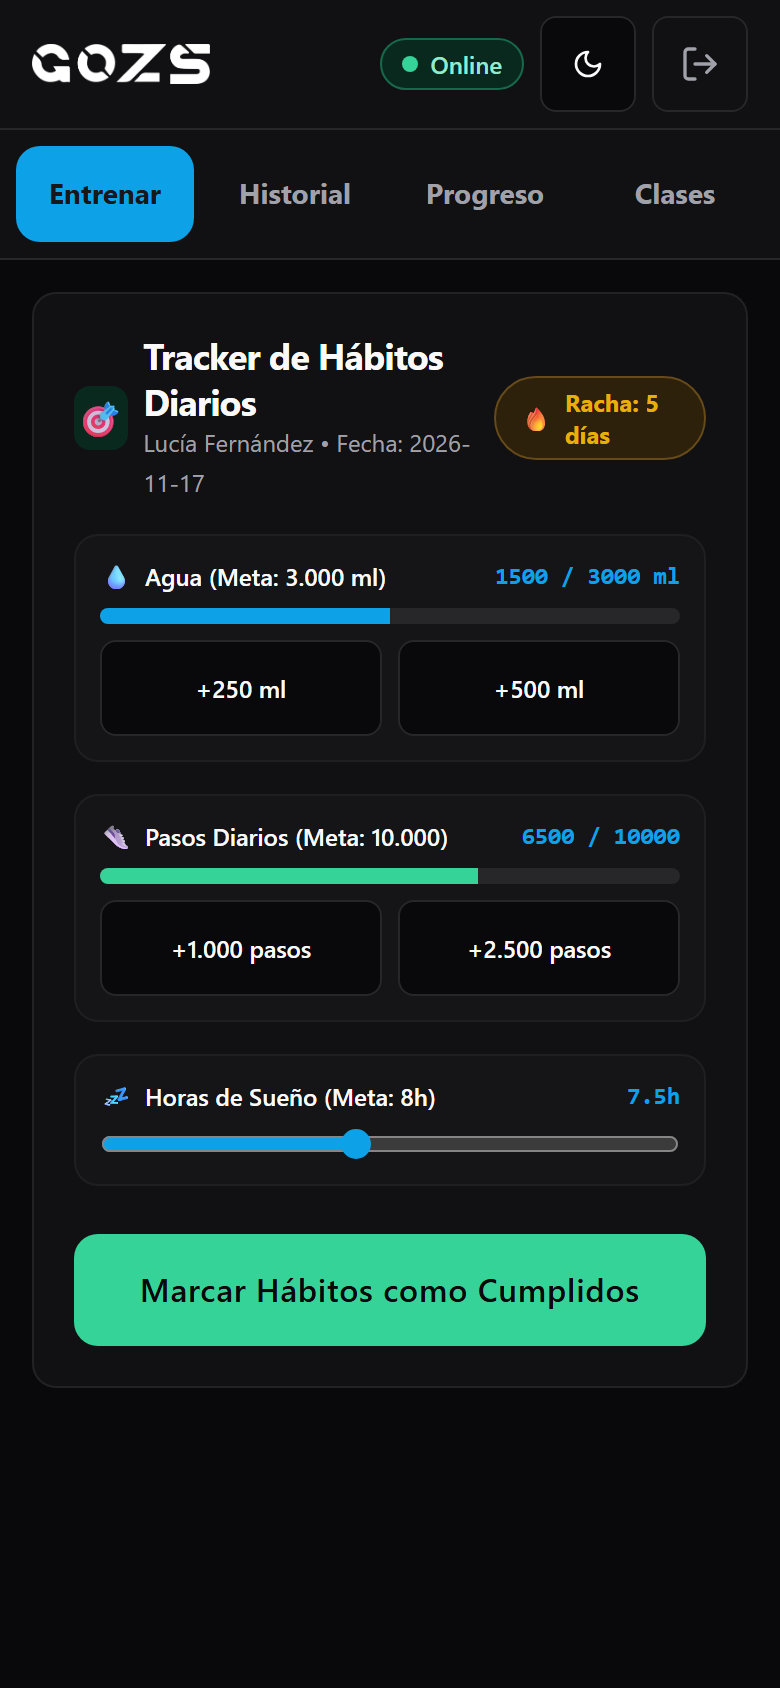 GOZS
Online
Entrenar
Historial
Progreso
Clases
Tracker de Hábitos
Diarios
Lucía Fernández • Fecha: 2026-
11-17
Racha: 5
días
Agua (Meta: 3.000 ml)
1500 / 3000 ml
+250 ml
+500 ml
Pasos Diarios (Meta: 10.000)
6500 / 10000
+1.000 pasos
+2.500 pasos
Horas de Sueño (Meta: 8h)
7.5h
Marcar Hábitos como Cumplidos